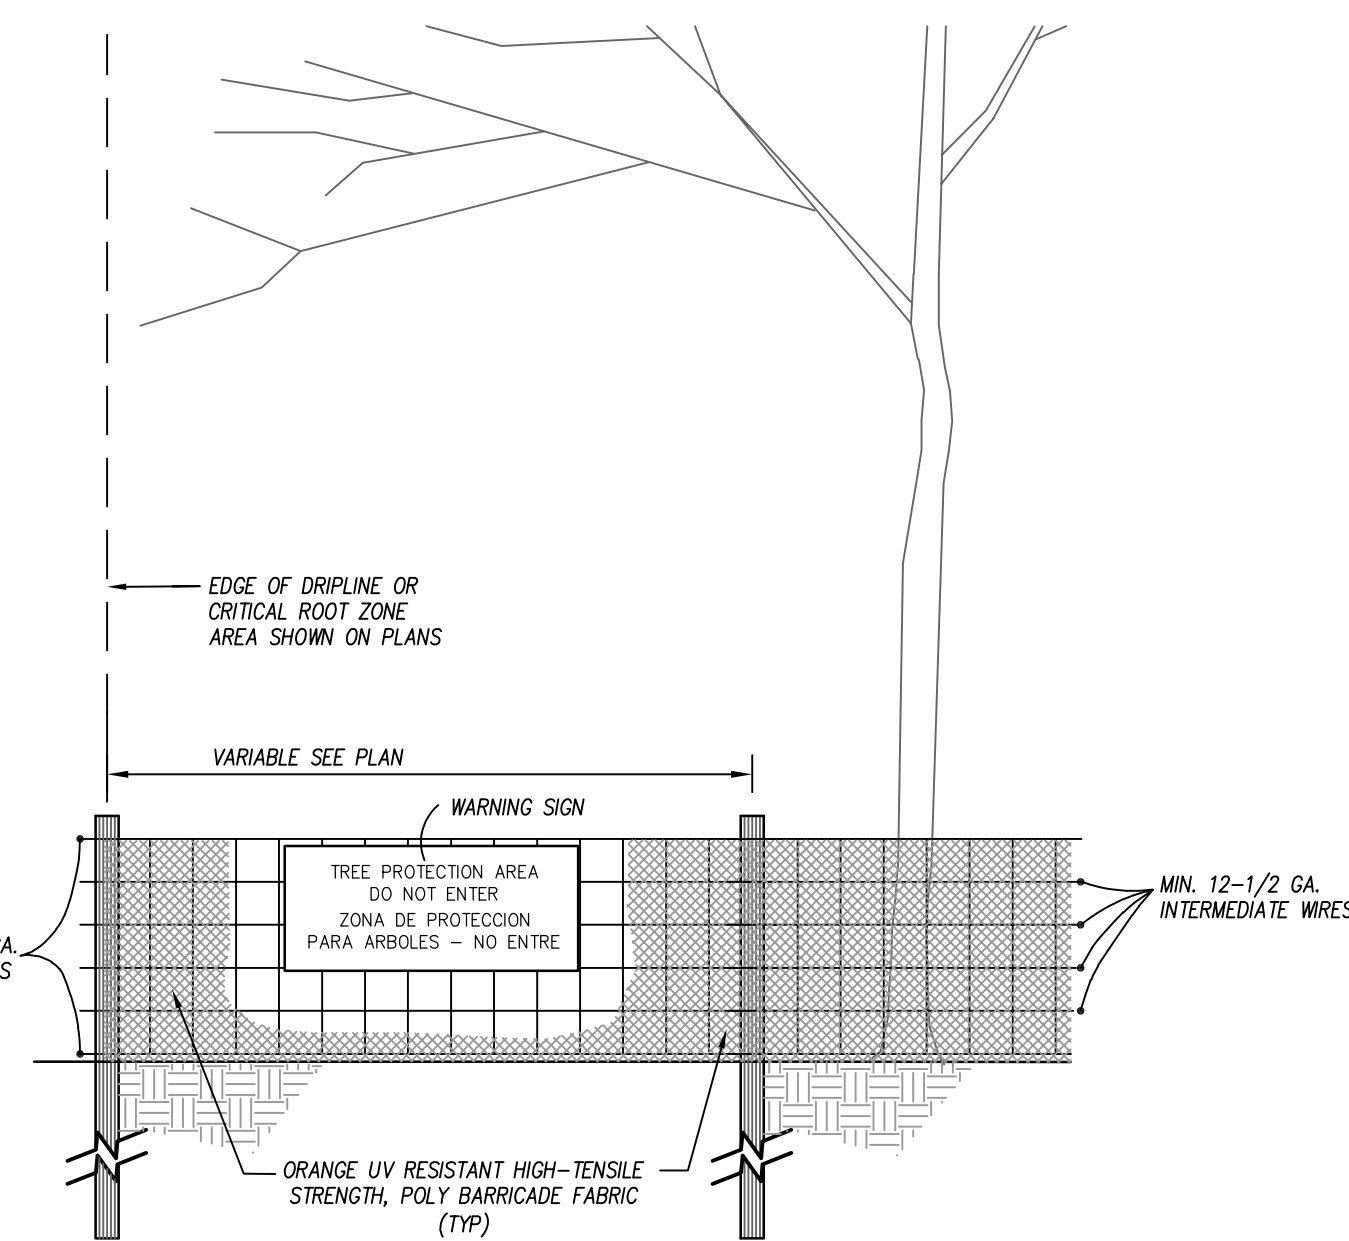 EDGE OF DRIPLINE OR
CRITICAL ROOT ZONE
AREA SHOWN ON PLANS
VARIABLE SEE PLAN
WARNING SIGN
TREE PROTECTION AREA
DO NOT ENTER
ZONA DE PROTECCION
PARA ARBOLES – NO ENTRE
MIN. 12–1/2 GA.
INTERMEDIATE WIRES
ORANGE UV RESISTANT HIGH–TENSILE
STRENGTH, POLY BARRICADE FABRIC
(TYP)